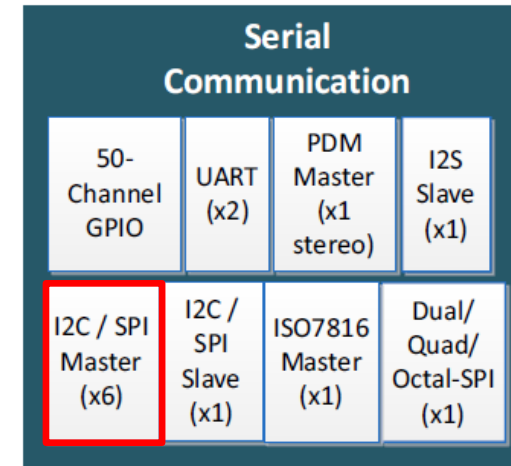 Serial
Communication
50-
Channel
GPIO
UART
(x2)
PDM
Master
(x1
stereo)
I2S
Slave
(x1)
I2C / SPI
Master
(x6)
I2C /
SPI
Slave
(x1)
ISO7816
Master
(x1)
Dual/
Quad/
Octal-SPI
(x1)